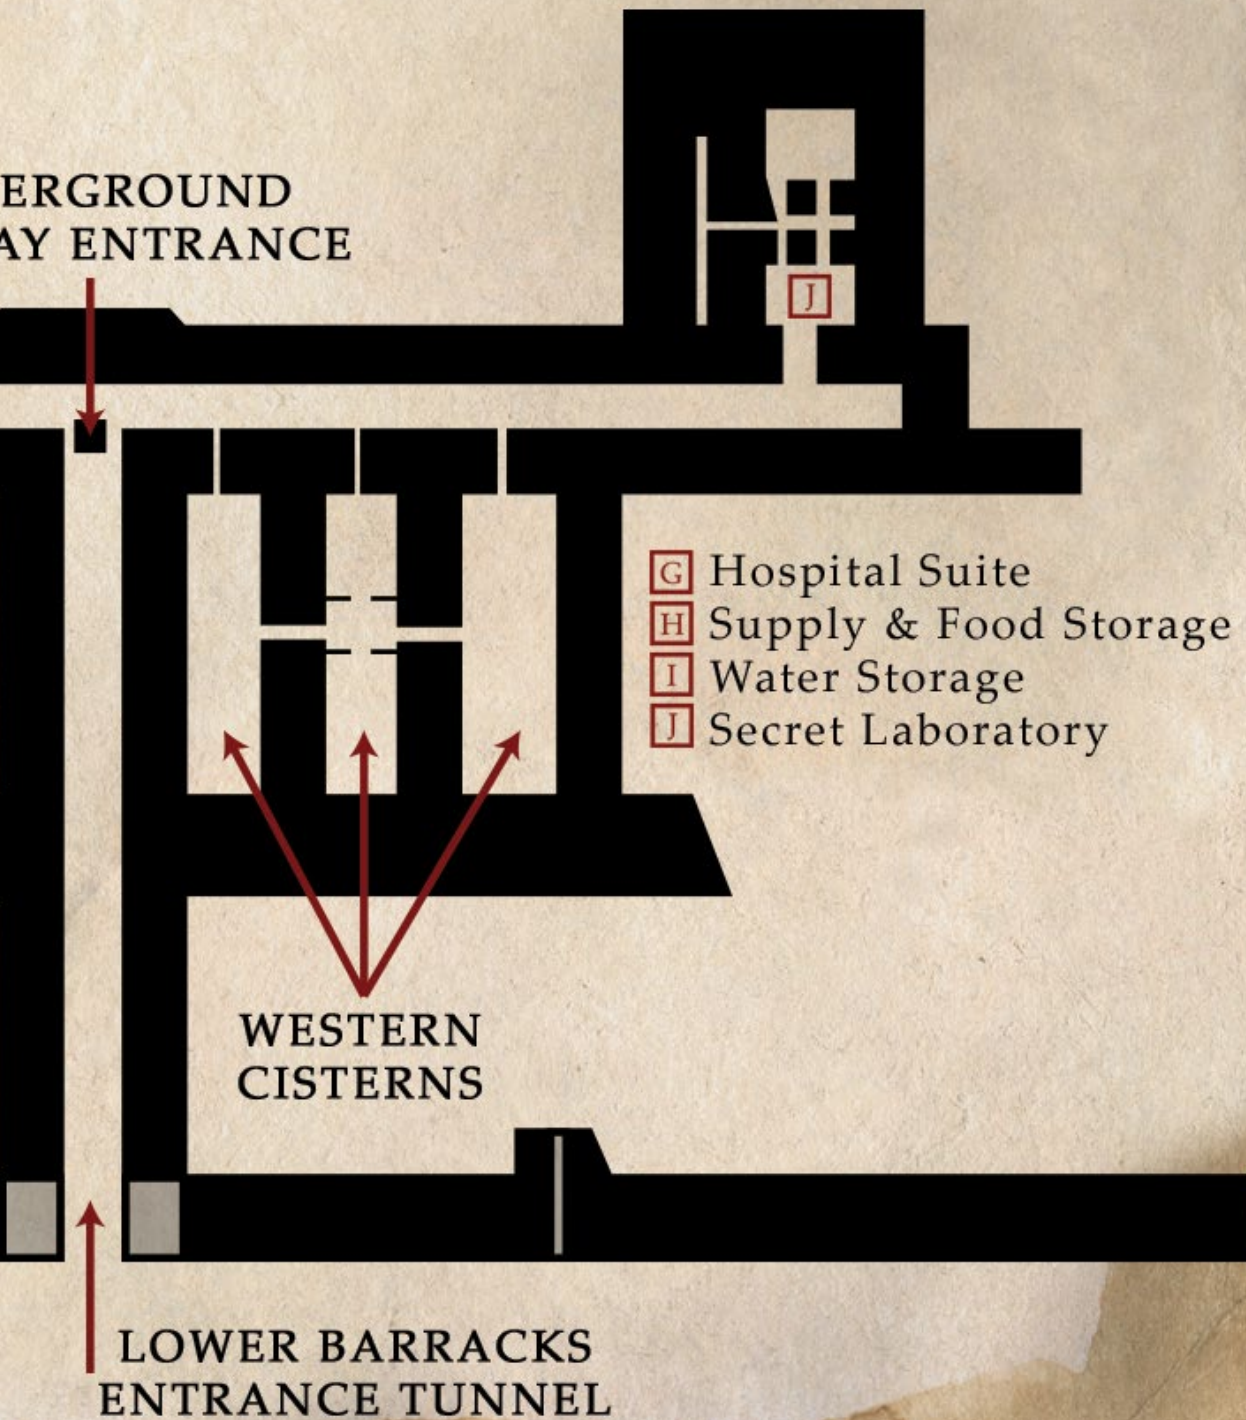 ERGROUND
AY ENTRANCE
J
G Hospital Suite
H Supply & Food Storage
I Water Storage
J Secret Laboratory
WESTERN
CISTERNS
LOWER BARRACKS
ENTRANCE TUNNEL